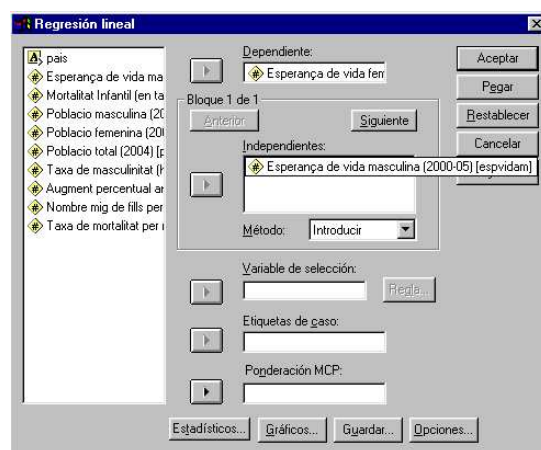 Regresión lineal
pais
Esperança de vida ma
Mortalitat Infantil (en ta
Poblacio masculina (20
Poblacio femenina (20
Poblacio total (2004) [p
Taxa de masculinitat (h
Augment percentual ar
Nombre mig de fills per
Taxa de mortalitat per i
Dependiente:
Esperança de vida fem
Bloque 1 de 1
Anterior
Siguiente
Independientes:
Esperança de vida masculina (2000-05) [espvidam]
Método:
Introducir
Variable de selección:
Regla...
Etiquetas de caso:
Ponderación MCP:
Aceptar
Pegar
Restablecer
Cancelar
Estadísticos...
Gráficos...
Guardar...
Opciones...